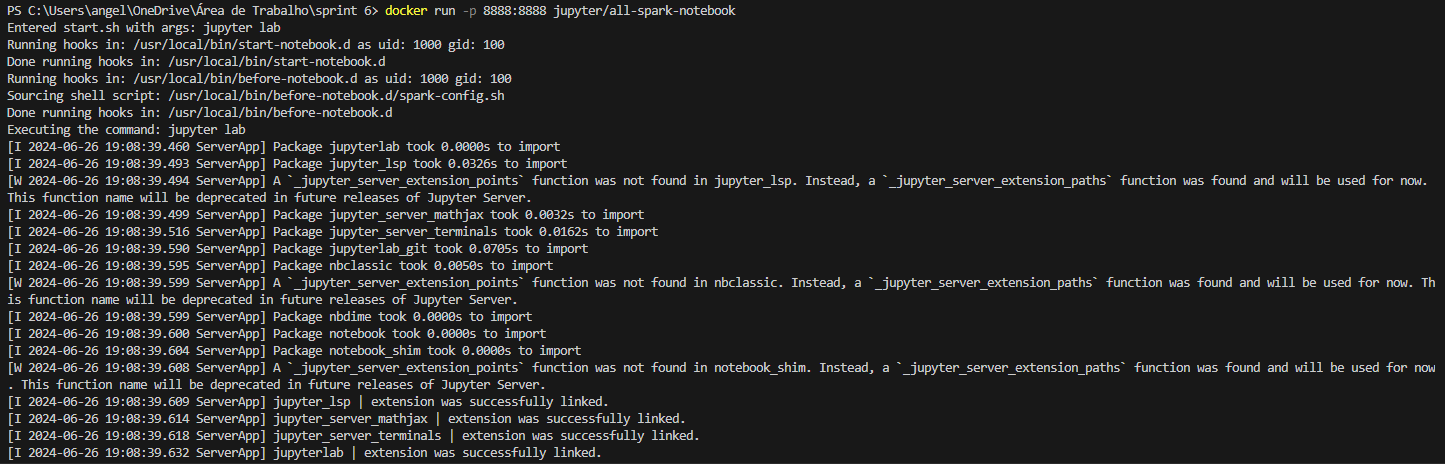 PS C:\Users\angel\OneDrive\Área de Trabalho\sprint 6> docker run -p 8888:8888 jupyter/all-spark-notebook
Entered start.sh with args: jupyter lab
Running hooks in: /usr/local/bin/start-notebook.d as uid: 1000 gid: 100
Done running hooks in: /usr/local/bin/start-notebook.d
Running hooks in: /usr/local/bin/before-notebook.d as uid: 1000 gid: 100
Sourcing shell script: /usr/local/bin/before-notebook.d/spark-config.sh
Done running hooks in: /usr/local/bin/before-notebook.d
Executing the command: jupyter lab
[I 2024-06-26 19:08:39.460 ServerApp] Package jupyterlab took 0.0000s to import
[I 2024-06-26 19:08:39.493 ServerApp] Package jupyter_lsp took 0.0326s to import
[W 2024-06-26 19:08:39.494 ServerApp] A `_jupyter_server_extension_points` function was not found in jupyter_lsp. Instead, a `_jupyter_server_extension_paths` function was found and will be used for now.
This function name will be deprecated in future releases of Jupyter Server.
[I 2024-06-26 19:08:39.499 ServerApp] Package jupyter_server_mathjax took 0.0032s to import
[I 2024-06-26 19:08:39.516 ServerApp] Package jupyter_server_terminals took 0.0162s to import
[I 2024-06-26 19:08:39.590 ServerApp] Package jupyterlab_git took 0.0705s to import
[I 2024-06-26 19:08:39.595 ServerApp] Package nbclassic took 0.0050s to import
[W 2024-06-26 19:08:39.599 ServerApp] A `_jupyter_server_extension_points` function was not found in nbclassic. Instead, a `_jupyter_server_extension_paths` function was found and will be used for now. Th
is function name will be deprecated in future releases of Jupyter Server.
[I 2024-06-26 19:08:39.599 ServerApp] Package nbdime took 0.0000s to import
[I 2024-06-26 19:08:39.600 ServerApp] Package notebook took 0.0000s to import
[I 2024-06-26 19:08:39.604 ServerApp] Package notebook_shim took 0.0000s to import
[W 2024-06-26 19:08:39.608 ServerApp] A `_jupyter_server_extension_points` function was not found in notebook_shim. Instead, a `_jupyter_server_extension_paths` function was found and will be used for now
. This function name will be deprecated in future releases of Jupyter Server.
[I 2024-06-26 19:08:39.609 ServerApp] jupyter_lsp | extension was successfully linked.
[I 2024-06-26 19:08:39.614 ServerApp] jupyter_server_mathjax | extension was successfully linked.
[I 2024-06-26 19:08:39.618 ServerApp] jupyter_server_terminals | extension was successfully linked.
[I 2024-06-26 19:08:39.632 ServerApp] jupyterlab | extension was successfully linked.